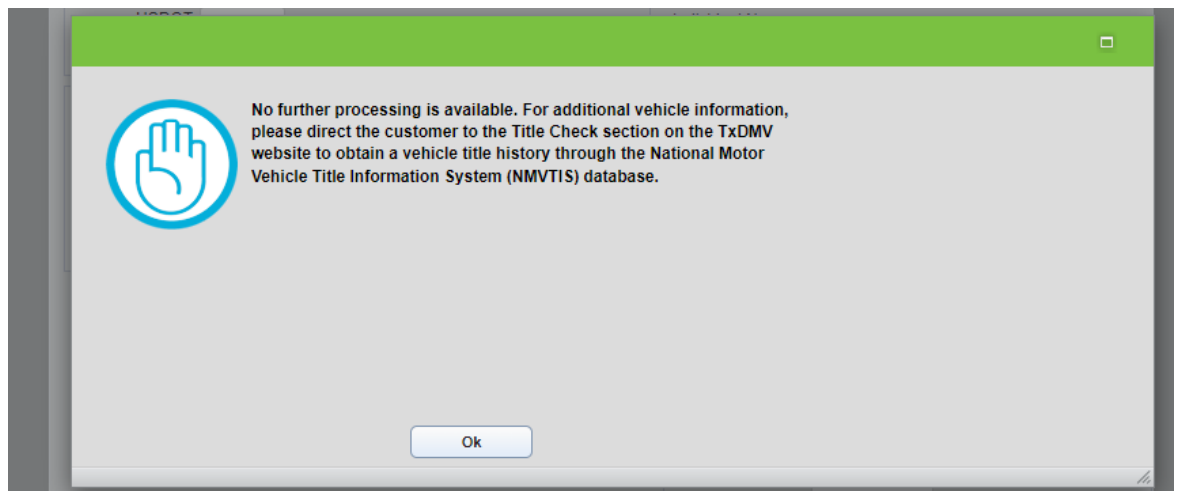 No further processing is available. For additional vehicle information,
please direct the customer to the Title Check section on the TxDMV
website to obtain a vehicle title history through the National Motor
Vehicle Title Information System (NMVTIS) database.
Ok